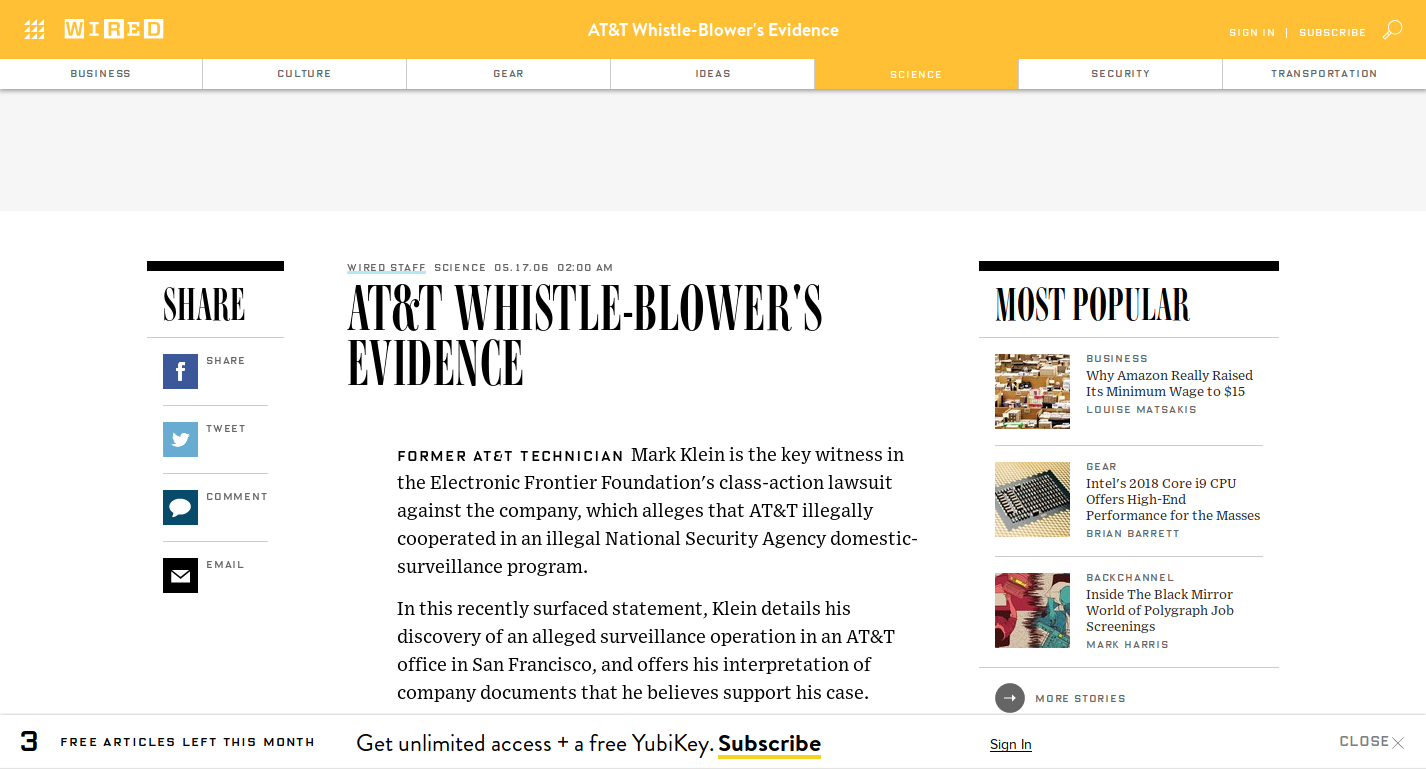 WIRED
AT&T Whistle-Blower's Evidence
SIGN IN | SUBSCRIBE
BUSINESS
CULTURE
GEAR
IDEAS
SCIENCE
SECURITY
TRANSPORTATION
SHARE
SHARE
TWEET
COMMENT
EMAIL
WIRED STAFF SCIENCE 05.17.06 02:00 AM
AT&T WHISTLE-BLOWER'S
EVIDENCE
FORMER AT&T TECHNICIAN Mark Klein is the key witness in
the Electronic Frontier Foundation's class-action lawsuit
against the company, which alleges that AT&T illegally
cooperated in an illegal National Security Agency domestic-
surveillance program.
In this recently surfaced statement, Klein details his
discovery of an alleged surveillance operation in an AT&T
office in San Francisco, and offers his interpretation of
company documents that he believes support his case.
MOST POPULAR
BUSINESS
Why Amazon Really Raised
Its Minimum Wage to $15
LOUISE MATSAKIS
GEAR
Intel's 2018 Core i9 CPU
Offers High-End
Performance for the Masses
BRIAN BARRETT
BACKCHANNEL
Inside The Black Mirror
World of Polygraph Job
Screenings
MARK HARRIS
MORE STORIES
3 FREE ARTICLES LEFT THIS MONTH
Get unlimited access + a free YubiKey. Subscribe
Sign In
CLOSE